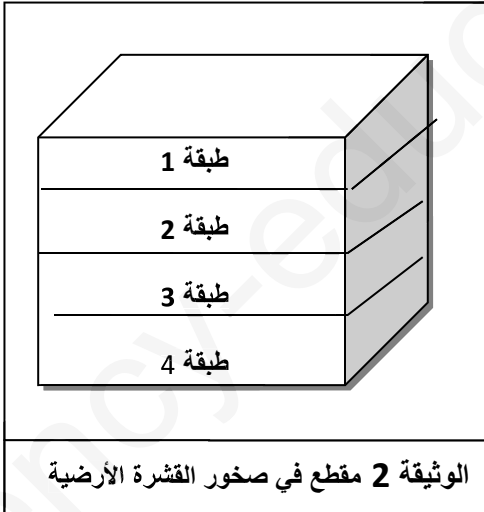 طبقة 1
طبقة 2
طبقة 3
طبقة 4
الوثيقة 2 مقطع في صخور القشرة الأرضية